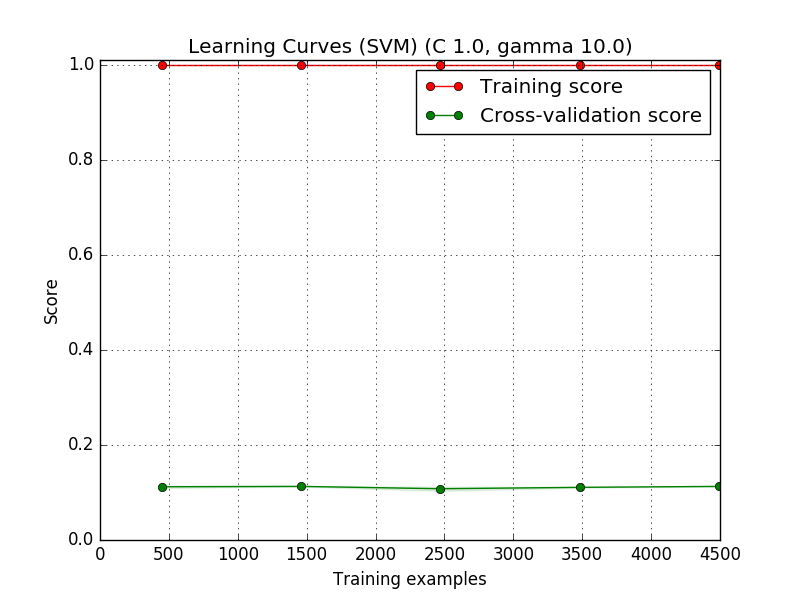 Learning Curves (SVM) (C 1.0, gamma 10.0)
Training score
Cross-validation score
1.0
0.8
0.6
0.4
0.2
0.0
Score
0 500 1000 1500 2000 2500 3000 3500 4000 4500
Training examples